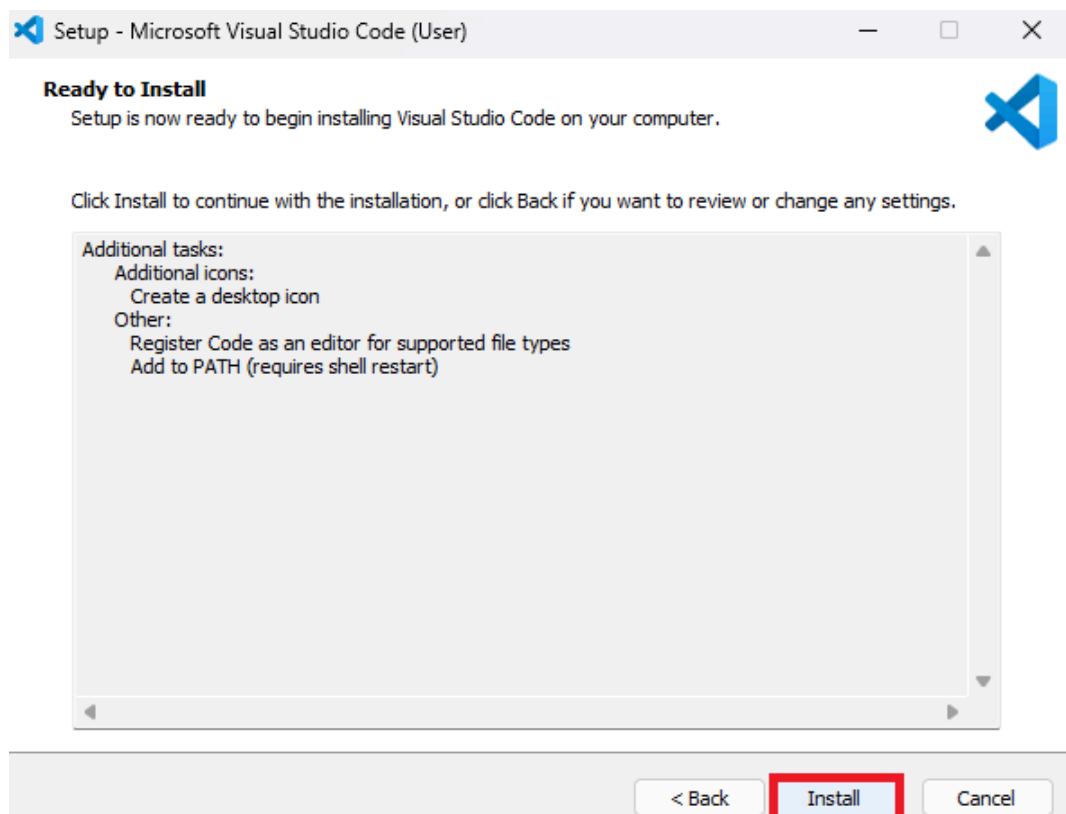 Setup - Microsoft Visual Studio Code (User)
Ready to Install
Setup is now ready to begin installing Visual Studio Code on your computer.
Click Install to continue with the installation, or click Back if you want to review or change any settings.
Additional tasks:
Additional icons:
Create a desktop icon
Other:
Register Code as an editor for supported file types
Add to PATH (requires shell restart)
< Back
Install
Cancel